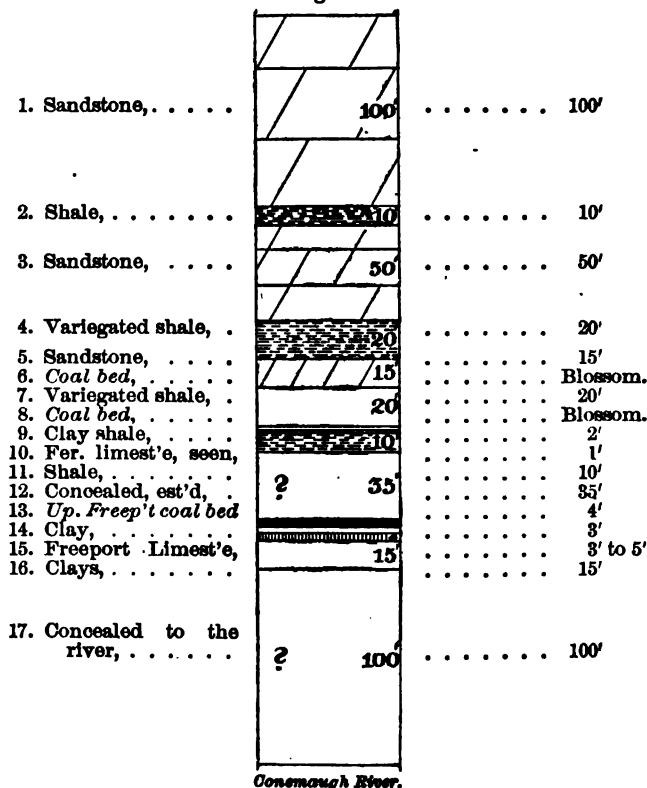 1. Sandstone, . . . . . 100' . . . . . . . 100'
2. Shale, . . . . . . . 10' . . . . . . . 10'
3. Sandstone, . . . . 50' . . . . . . . 50'
4. Variegated shale, . 20 . . . . . . . 20'
5. Sandstone, . . . . 15' . . . . . . . 15'
6. Coal bed, . . . . . . . . . . . . . Blossom.
7. Variegated shale, . 20' . . . . . . . 20'
8. Coal bed, . . . . . . . . . . . . . Blossom.
9. Clay shale, . . . . . . . . . . . 2'
10. Fer. limest'e, seen, . . . . . . . 1'
11. Shale, . . . . . . 10' . . . . . . . 10'
12. Concealed, est'd, . ? 35' . . . . . . . 35'
13. Up. Freep't coal bed . . . . . . . 4'
14. Clay, . . . . . . . . . . . . . . 3'
15. Freeport Limest'e, . . . . . . . 3' to 5'
16. Clays, . . . . . . . 15' . . . . . . . 15'
17. Concealed to the
river, . . . . . . ? 100' . . . . . . . 100'
Conemaugh River.